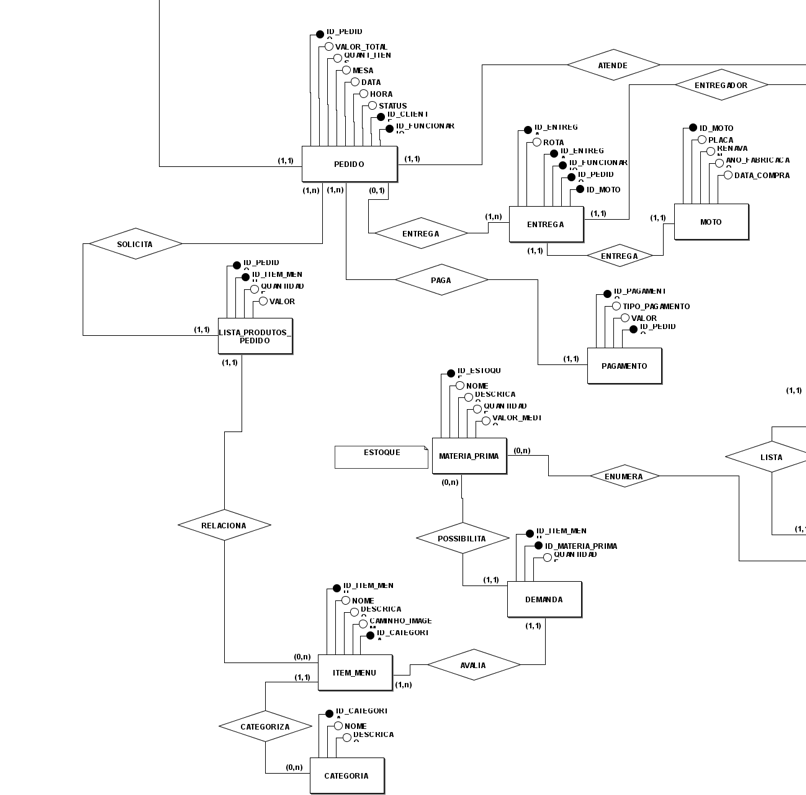 ID_PEDID
VALOR_TOTAL
QUANT_ITEN
MESA
DATA
HORA
STATUS
ID_CLIENT
ID_FUNCIONAR
PEDIDO
(1,1)
(1,1)
(1,n)
(1,n)
(0,1)
ATENDE
ENTREGADOR
ID_ENTREG
ROTA
ID_ENTREG
ID_FUNCIONAR
ID_PEDID
ID_MOTO
ENTREGA
(1,n)
(1,1)
(1,1)
ID_MOTO
PLACA
RENAVA
ANO_FABRICACA
DATA_COMPRA
MOTO
(1,1)
ENTREGA
ENTREGA
SOLICITA
PAGA
ID_PEDID
ID_ITEM_MEN
QUANTIDAD
VALOR
LISTA_PRODUTOS_
PEDIDO
(1,1)
(1,1)
ID_PAGAMENT
TIPO_PAGAMENTO
VALOR
ID_PEDID
PAGAMENTO
(1,1)
ID_ESTOQU
NOME
DESCRICA
QUANTIDAD
VALOR_MEDI
ESTOQUE
MATERIA_PRIMA
(0,n)
(0,n)
ENUMERA
(1,1)
LISTA
(1,
RELACIONA
POSSIBILITA
ID_ITEM_MEN
ID_MATERIA_PRIMA
QUANTIDAD
DEMANDA
(1,1)
(1,1)
ID_ITEM_MEN
NOME
DESCRICA
CAMINHO_IMAGE
ID_CATEGORI
ITEM_MENU
(0,n)
(1,1)
(1,n)
AVALIA
CATEGORIZA
ID_CATEGORI
NOME
DESCRICA
CATEGORIA
(0,n)